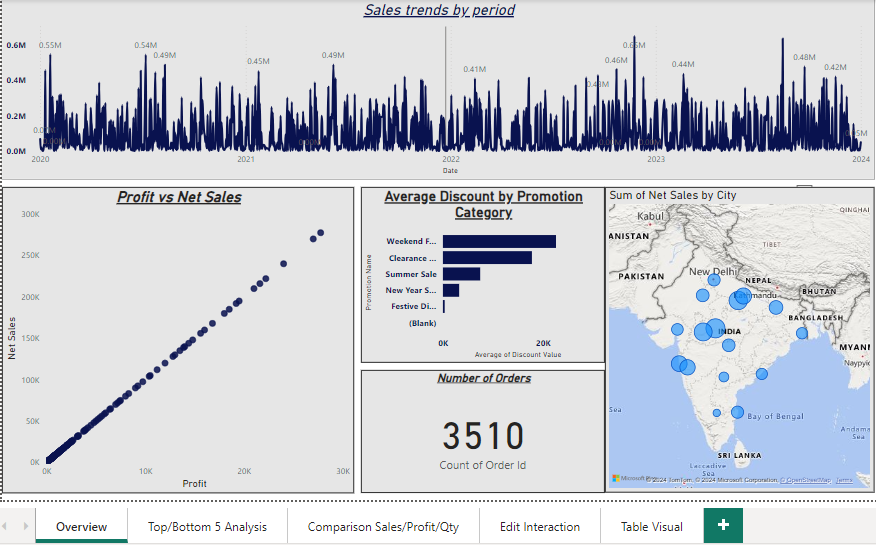 Sales trends by period
0.6M
0.4M
0.2M
0.0M
0.55M
0.54M
0.49M
0.45M
0.49M
0.41M
0.46M
0.44M
0.48M
0.42M
2020
2021
2022
2023
2024
Date
Profit vs Net Sales
Net Sales
300K
250K
200K
150K
100K
50K
0K
0K
10K
20K
30K
Profit
Average Discount by Promotion
Category
Promotion Name
Weekend F...
Clearance ...
Summer Sale
New Year S...
Festive Di...
(Blank)
0K
20K
Average of Discount Value
Number of Orders
3510
Count of Order Id
Sum of Net Sales by City
QINGHAI
Kabul
ANISTAN
TIBET
PAKISTAN
New Delhi
NEPAL
BHUTAN
BANGLADESH
INDIA
Sea
Bay of Bengal
Andama
Sea
SRI LANKA
Laccadive
Sea
© 2024 TomTom, © 2024 Microsoft Corporation, © OpenStreetMap Terms
Overview
Top/Bottom 5 Analysis
Comparison Sales/Profit/Qty
Edit Interaction
Table Visual
+